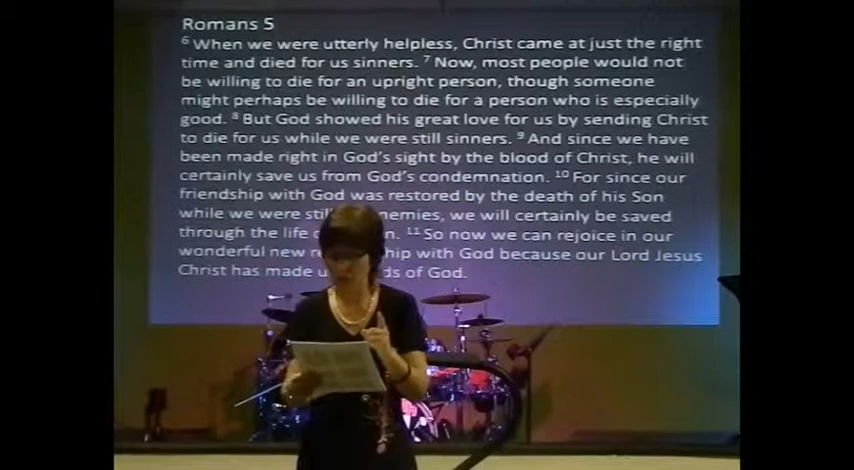 Romans 5
6 When we were utterly helpless, Christ came at just the right
time and died for us sinners. 7 Now, most people would not
be willing to die for an upright person, though someone
might perhaps be willing to die for a person who is especially
good. 8 But God showed his great love for us by sending Christ
to die for us while we were still sinners. 9 And since we have
been made right in God's sight by the blood of Christ, he will
certainly save us from God's condemnation. 10 For since our
friendship with God was restored by the death of his Son
while we were still enemies, we will certainly be saved
through the life 11 So now we can rejoice in our
wonderful new with God because our Lord Jesus
Christ has made of God.